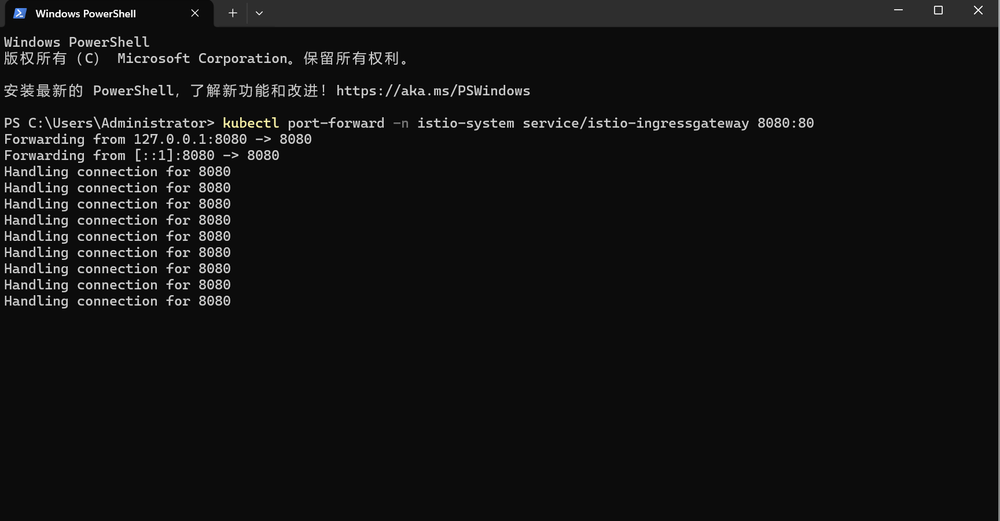 Windows PowerShell
Windows PowerShell
版权所有（C） Microsoft Corporation。保留所有权利。
安装最新的 PowerShell，了解新功能和改进！https://aka.ms/PSWindows
PS C:\Users\Administrator> kubectl port-forward -n istio-system service/istio-ingressgateway 8080:80
Forwarding from 127.0.0.1:8080 -> 8080
Forwarding from [::1]:8080 -> 8080
Handling connection for 8080
Handling connection for 8080
Handling connection for 8080
Handling connection for 8080
Handling connection for 8080
Handling connection for 8080
Handling connection for 8080
Handling connection for 8080
Handling connection for 8080